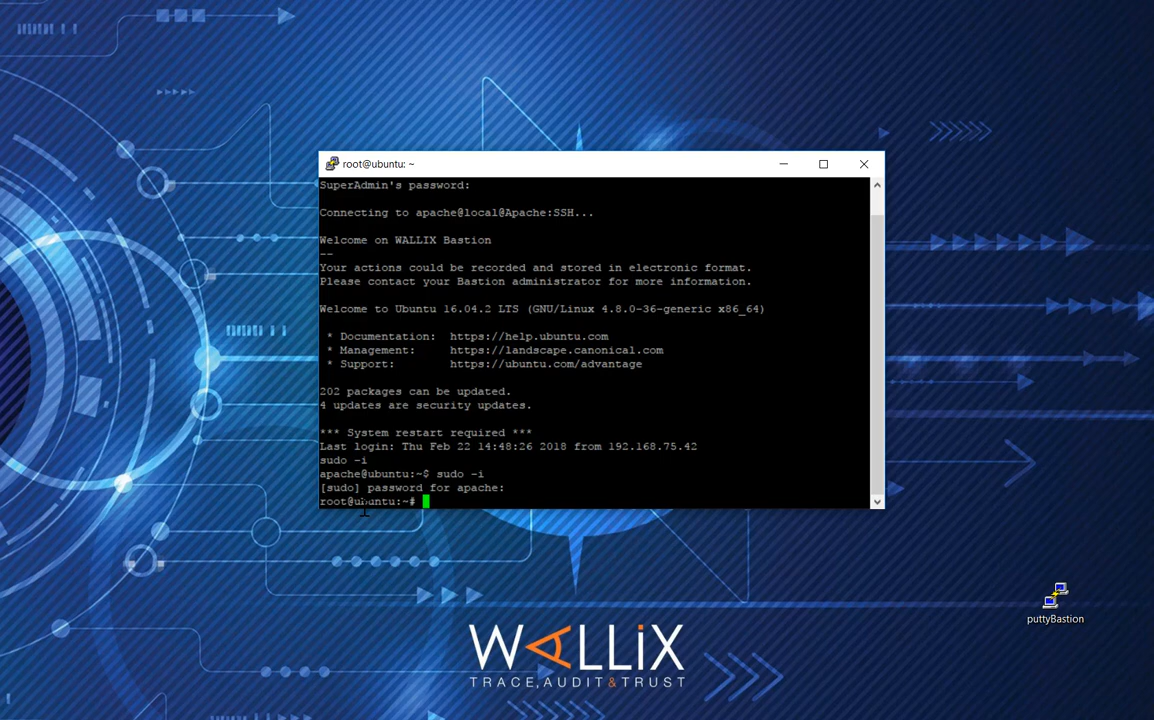 root@ubuntu: ~
SuperAdmin's password:
Connecting to apache@local@Apache:SSH...
Welcome on WALLIX Bastion
--
Your actions could be recorded and stored in electronic format.
Please contact your Bastion administrator for more information.
Welcome to Ubuntu 16.04.2 LTS (GNU/Linux 4.8.0-36-generic x86_64)
* Documentation: https://help.ubuntu.com
* Management: https://landscape.canonical.com
* Support: https://ubuntu.com/advantage
202 packages can be updated.
4 updates are security updates.
*** System restart required ***
Last login: Thu Feb 22 14:48:26 2018 from 192.168.75.42
sudo -i
apache@ubuntu:~$ sudo -i
[sudo] password for apache:
root@ubuntu:~#
puttyBastion
WALLiX
TRACE, AUDIT & TRUST